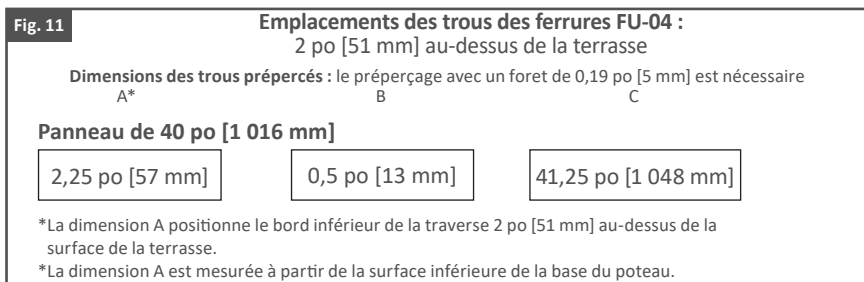 Fig. 11
Emplacements des trous des ferrures FU-04 :
2 po [51 mm] au-dessus de la terrasse
Dimensions des trous prépercés : le préperçage avec un foret de 0,19 po [5 mm] est nécessaire
A* B C
Panneau de 40 po [1 016 mm]
2,25 po [57 mm] 0,5 po [13 mm] 41,25 po [1 048 mm]
*La dimension A positionne le bord inférieur de la traverse 2 po [51 mm] au-dessus de la
surface de la terrasse.
*La dimension A est mesurée à partir de la surface inférieure de la base du poteau.